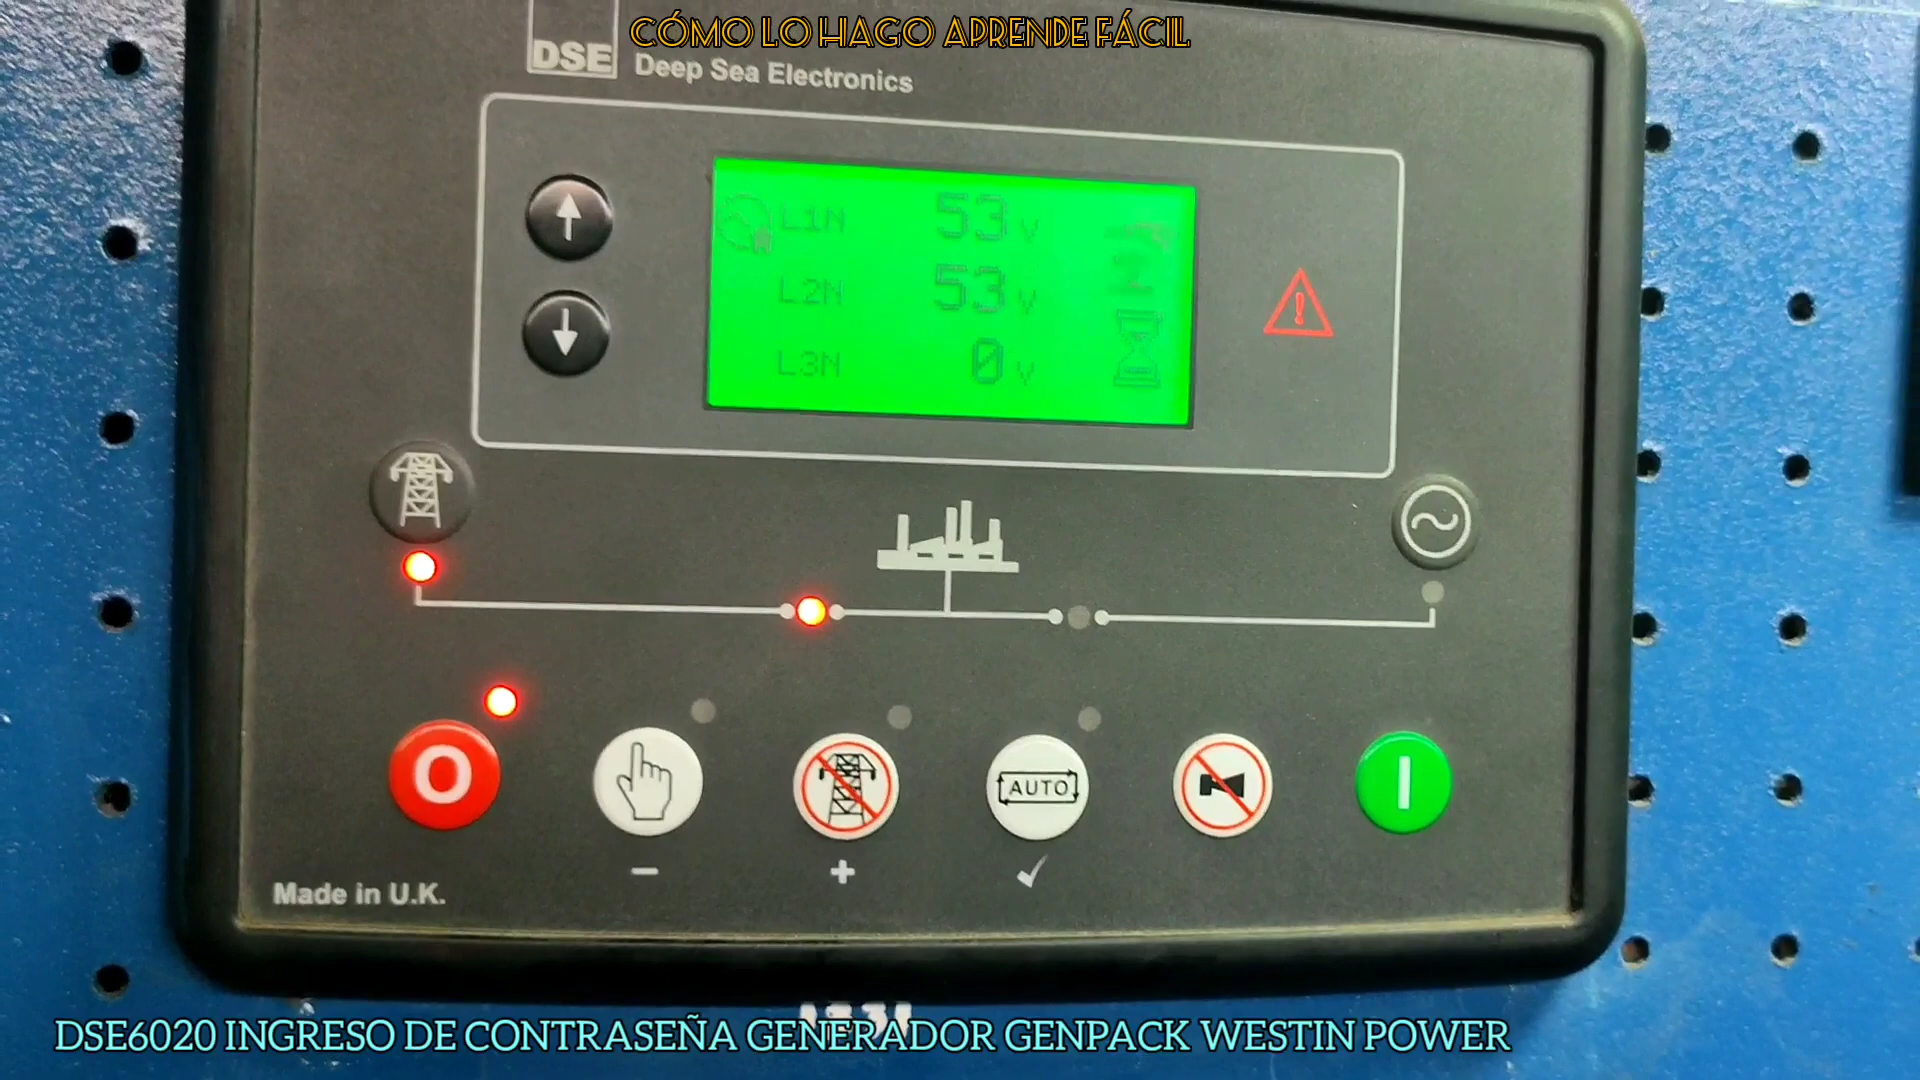 CÓMO LO HAGO APRENDE FÁCIL
DSE
Deep Sea Electronics
L1N 53 V
L2N 53 V
L3N 0 V
O
AUTO
I
- + ✓
Made in U.K.
DSE6020 INGRESO DE CONTRASEÑA GENERADOR GENPACK WESTIN POWER